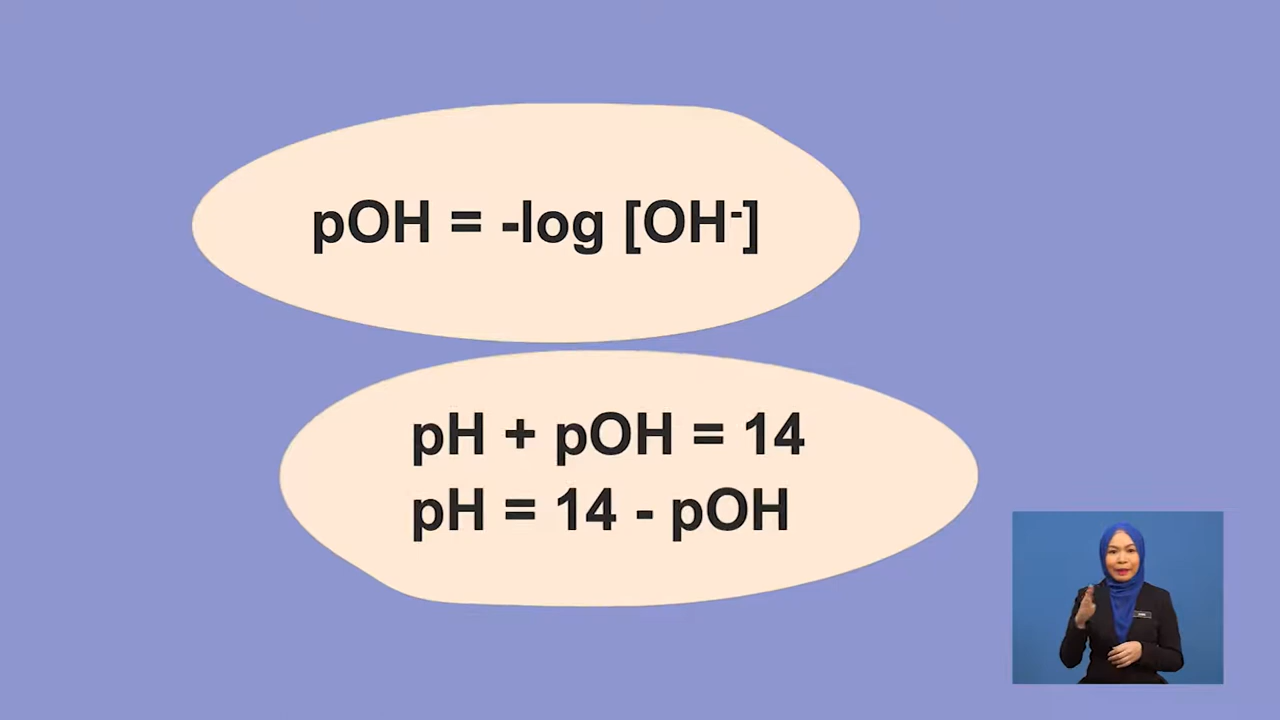 pOH = -log [OH⁻]
pH + pOH = 14
pH = 14 - pOH